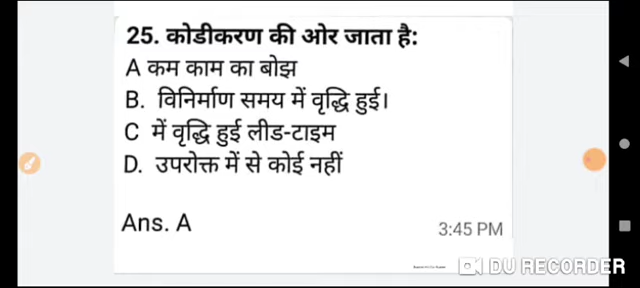 25. कोडीकरण की ओर जाता है:
A कम काम का बोझ
B. विनिर्माण समय में वृद्धि हुई।
C में वृद्धि हुई लीड-टाइम
D. उपरोक्त में से कोई नहीं
Ans. A
3:45 PM
DU RECORDER